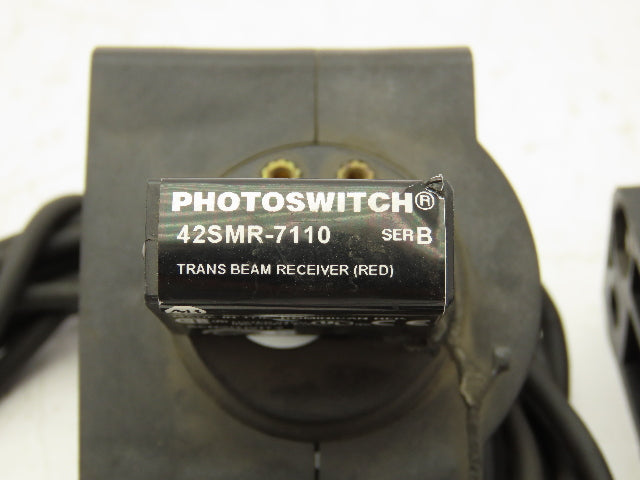 PHOTOSWITCH®
42SMR-7110 SER B
TRANS BEAM RECEIVER (RED)